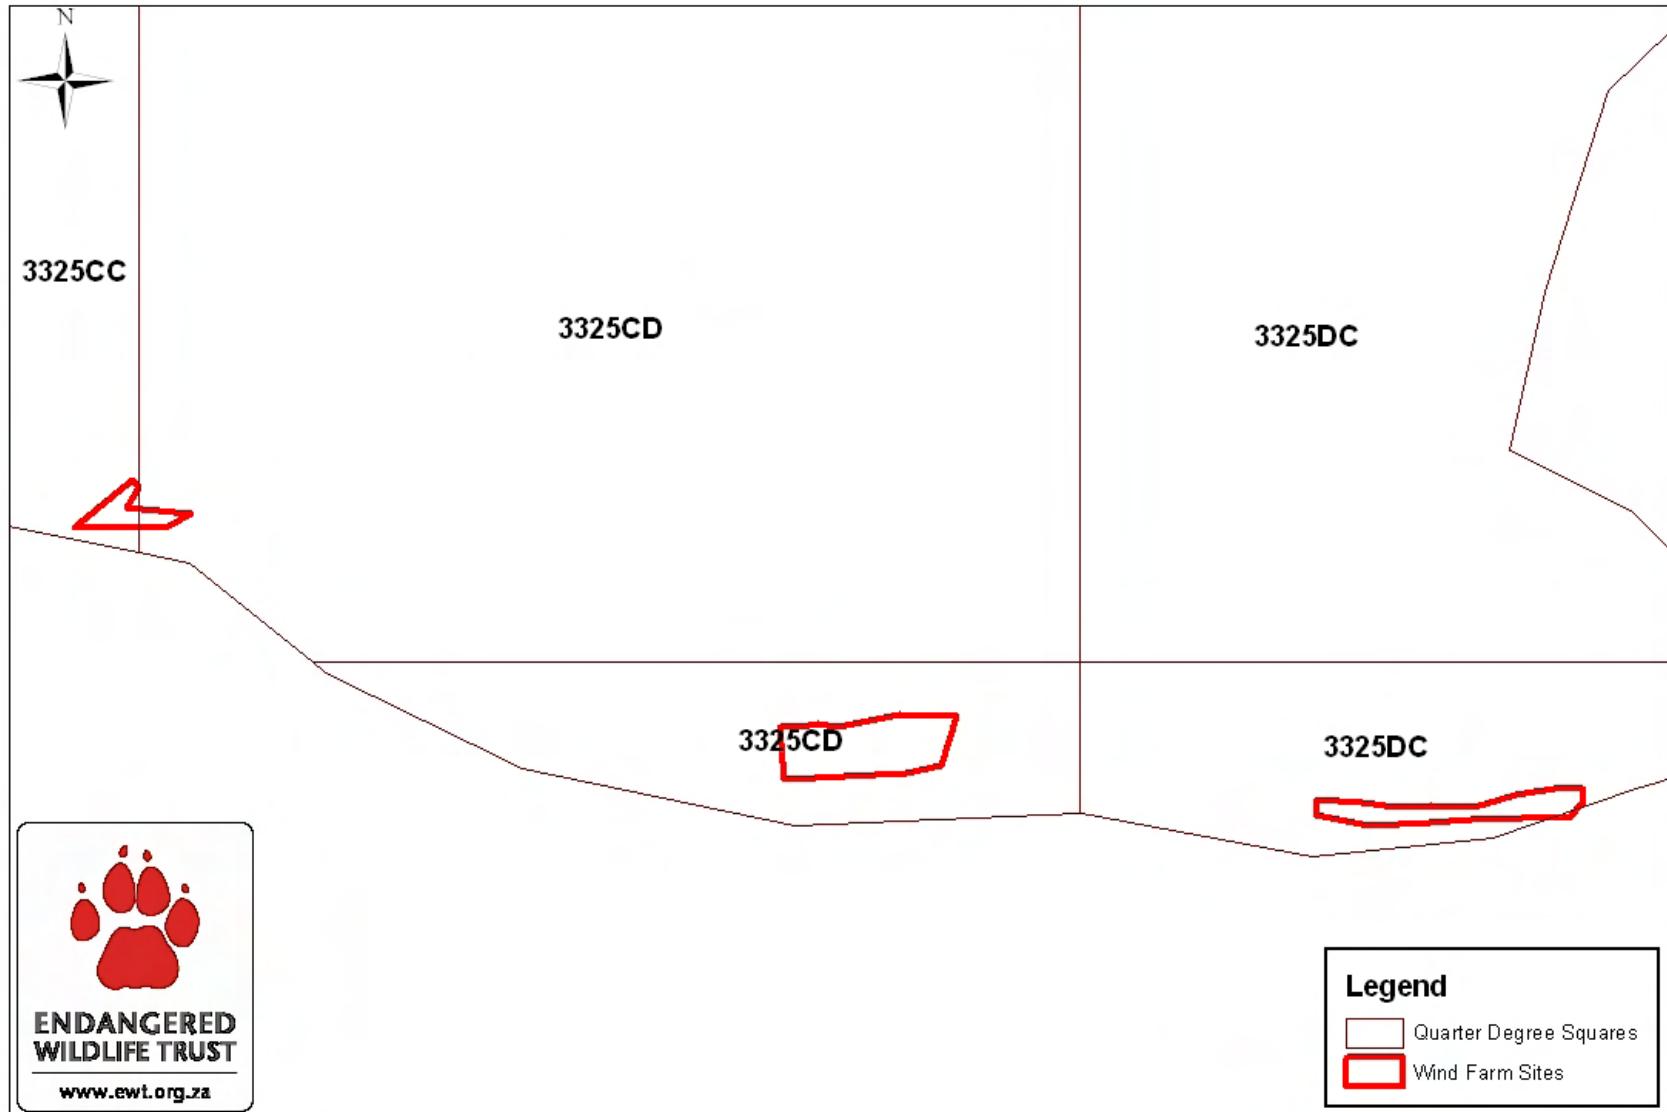 N
3325CC
3325CD
3325DC
3325CD
3325DC
ENDANGERED
WILDLIFE TRUST
www.ewt.org.za
Legend
Quarter Degree Squares
Wind Farm Sites